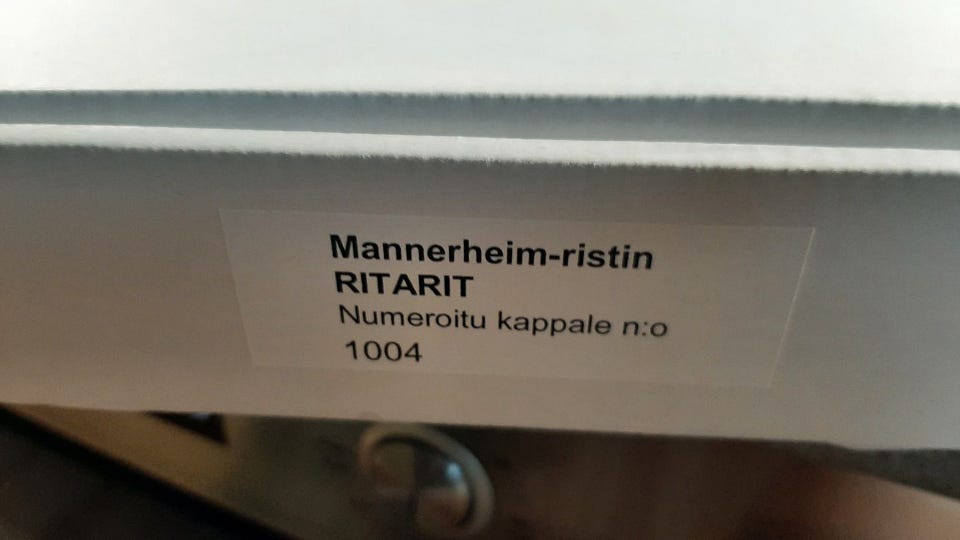 Mannerheim-ristin
RITARIT
Numeroitu kappale n:o
1004